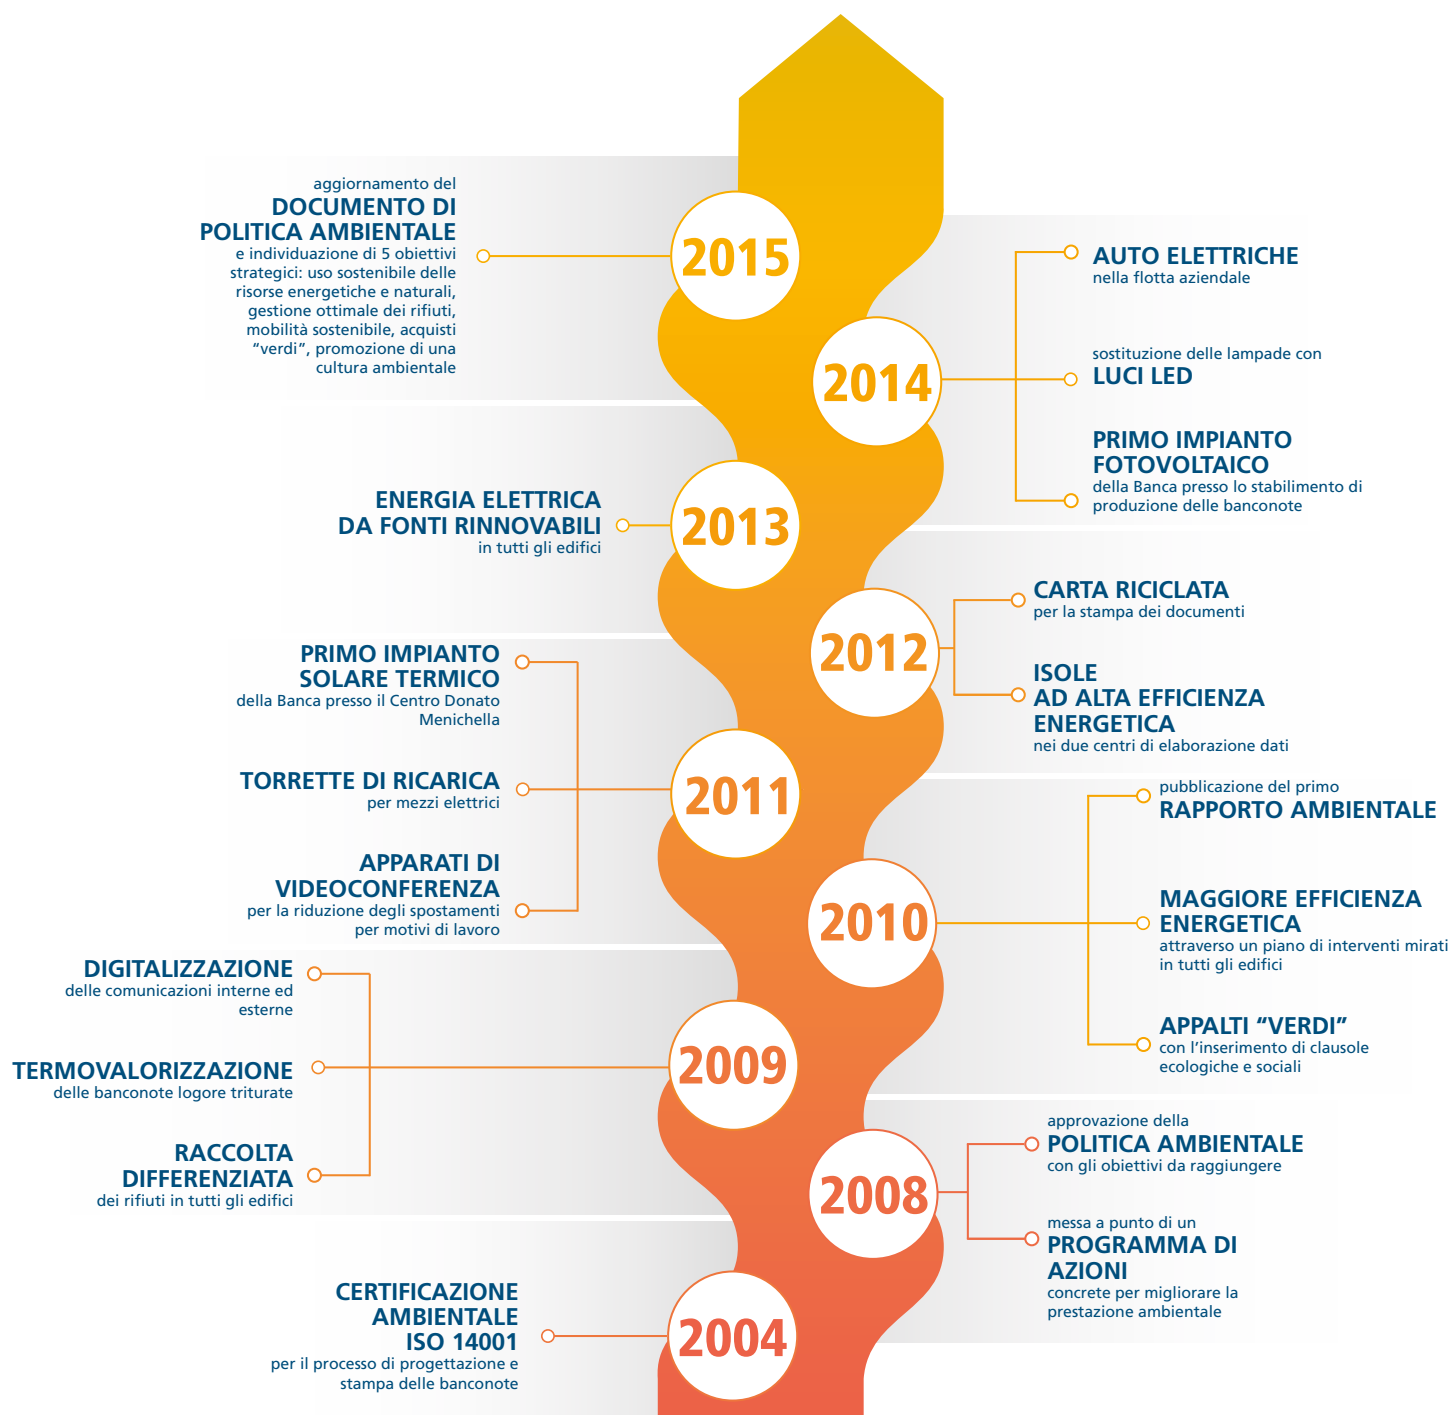 aggiornamento del
DOCUMENTO DI
POLITICA AMBIENTALE
e individuazione di 5 obiettivi
strategici: uso sostenibile delle
risorse energetiche e naturali,
gestione ottimale dei rifiuti,
mobilità sostenibile, acquisti
“verdi”, promozione di una
cultura ambientale
2015
AUTO ELETTRICHE
nella flotta aziendale
sostituzione delle lampade con
LUCI LED
PRIMO IMPIANTO
FOTOVOLTAICO
della Banca presso lo stabilimento di
produzione delle banconote
2014
ENERGIA ELETTRICA
DA FONTI RINNOVABILI
in tutti gli edifici
2013
CARTA RICICLATA
per la stampa dei documenti
ISOLE
AD ALTA EFFICIENZA
ENERGETICA
nei due centri di elaborazione dati
2012
PRIMO IMPIANTO
SOLARE TERMICO
della Banca presso il Centro Donato
Menichella
TORRETTE DI RICARICA
per mezzi elettrici
APPARATI DI
VIDEOCONFERENZA
per la riduzione degli spostamenti
per motivi di lavoro
2011
pubblicazione del primo
RAPPORTO AMBIENTALE
MAGGIORE EFFICIENZA
ENERGETICA
attraverso un piano di interventi mirati
in tutti gli edifici
APPALTI “VERDI”
con l’inserimento di clausole
ecologiche e sociali
2010
DIGITALIZZAZIONE
delle comunicazioni interne ed
esterne
TERMOVALORIZZAZIONE
delle banconote logore triturate
RACCOLTA
DIFFERENZIATA
dei rifiuti in tutti gli edifici
2009
approvazione della
POLITICA AMBIENTALE
con gli obiettivi da raggiungere
messa a punto di un
PROGRAMMA DI
AZIONI
concrete per migliorare la
prestazione ambientale
2008
CERTIFICAZIONE
AMBIENTALE
ISO 14001
per il processo di progettazione e
stampa delle banconote
2004